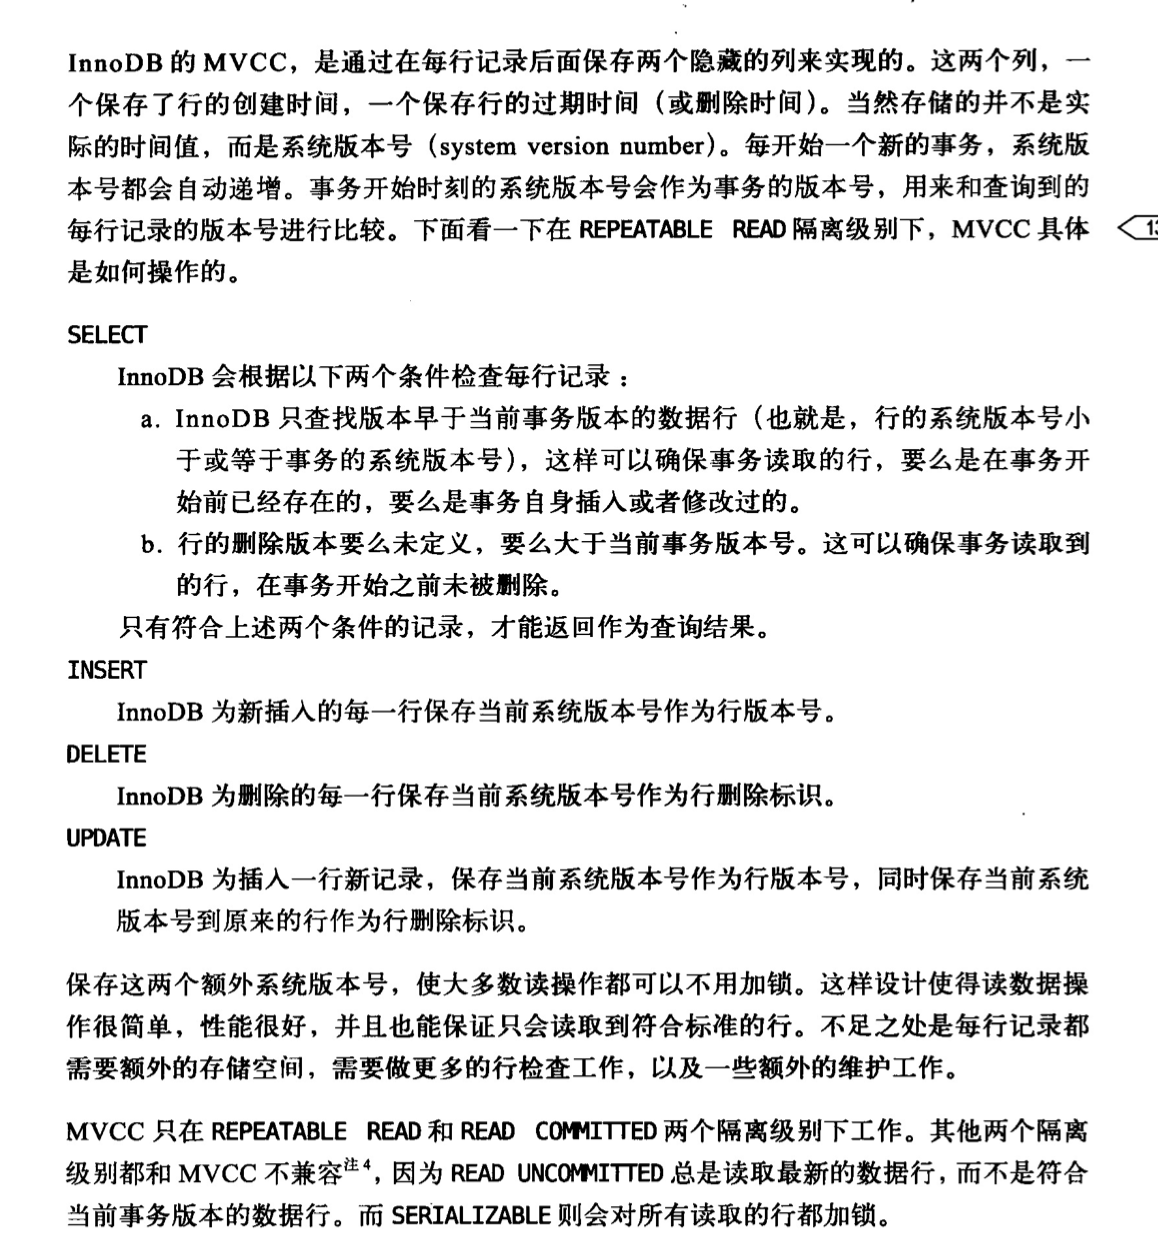 InnoDB 的 MVCC，是通过在每行记录后面保存两个隐藏的列来实现的。这两个列，一
个保存了行的创建时间，一个保存行的过期时间（或删除时间）。当然存储的并不是实
际的时间值，而是系统版本号（system version number）。每开始一个新的事务，系统版
本号都会自动递增。事务开始时刻的系统版本号会作为事务的版本号，用来和查询到的
每行记录的版本号进行比较。下面看一下在 REPEATABLE READ 隔离级别下，MVCC 具体
是如何操作的。
SELECT
InnoDB 会根据以下两个条件检查每行记录：
a. InnoDB 只查找版本早于当前事务版本的数据行（也就是，行的系统版本号小
于或等于事务的系统版本号），这样可以确保事务读取的行，要么是在事务开
始前已经存在的，要么是事务自身插入或者修改过的。
b. 行的删除版本要么未定义，要么大于当前事务版本号。这可以确保事务读取到
的行，在事务开始之前未被删除。
只有符合上述两个条件的记录，才能返回作为查询结果。
INSERT
InnoDB 为新插入的每一行保存当前系统版本号作为行版本号。
DELETE
InnoDB 为删除的每一行保存当前系统版本号作为行删除标识。
UPDATE
InnoDB 为插入一行新记录，保存当前系统版本号作为行版本号，同时保存当前系统
版本号到原来的行作为行删除标识。
保存这两个额外系统版本号，使大多数读操作都可以不用加锁。这样设计使得读数据操
作很简单，性能很好，并且也能保证只会读取到符合标准的行。不足之处是每行记录都
需要额外的存储空间，需要做更多的行检查工作，以及一些额外的维护工作。
MVCC 只在 REPEATABLE READ 和 READ COMMITTED 两个隔离级别下工作。其他两个隔离
级别都和 MVCC 不兼容注4，因为 READ UNCOMMITTED 总是读取最新的数据行，而不是符合
当前事务版本的数据行。而 SERIALIZABLE 则会对所有读取的行都加锁。